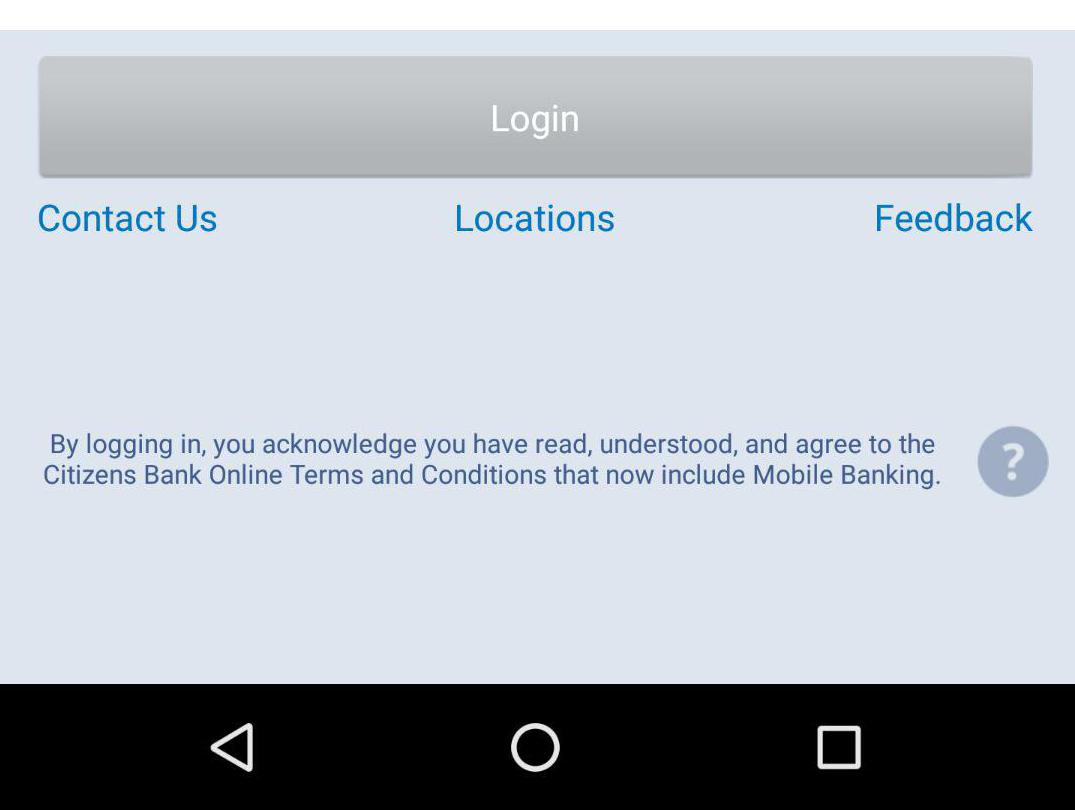 Login
Contact Us Locations Feedback
By logging in, you acknowledge you have read, understood, and agree to the
Citizens Bank Online Terms and Conditions that now include Mobile Banking.
?